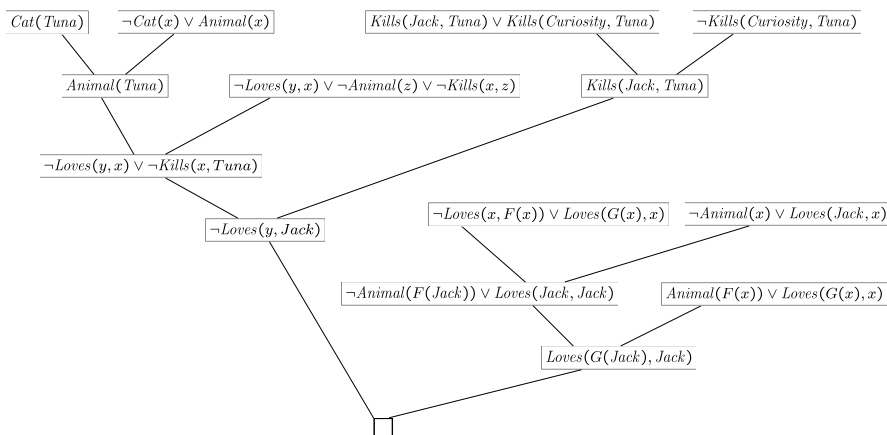 Cat(Tuna)
¬Cat(x) ∨ Animal(x)
Kills(Jack, Tuna) ∨ Kills(Curiosity, Tuna)
¬Kills(Curiosity, Tuna)
Animal(Tuna)
¬Loves(y, x) ∨ ¬Animal(z) ∨ ¬Kills(x, z)
Kills(Jack, Tuna)
¬Loves(y, x) ∨ ¬Kills(x, Tuna)
¬Loves(y, Jack)
¬Loves(x, F(x)) ∨ Loves(G(x), x)
¬Animal(x) ∨ Loves(Jack, x)
¬Animal(F(Jack)) ∨ Loves(Jack, Jack)
Animal(F(x)) ∨ Loves(G(x), x)
Loves(G(Jack), Jack)